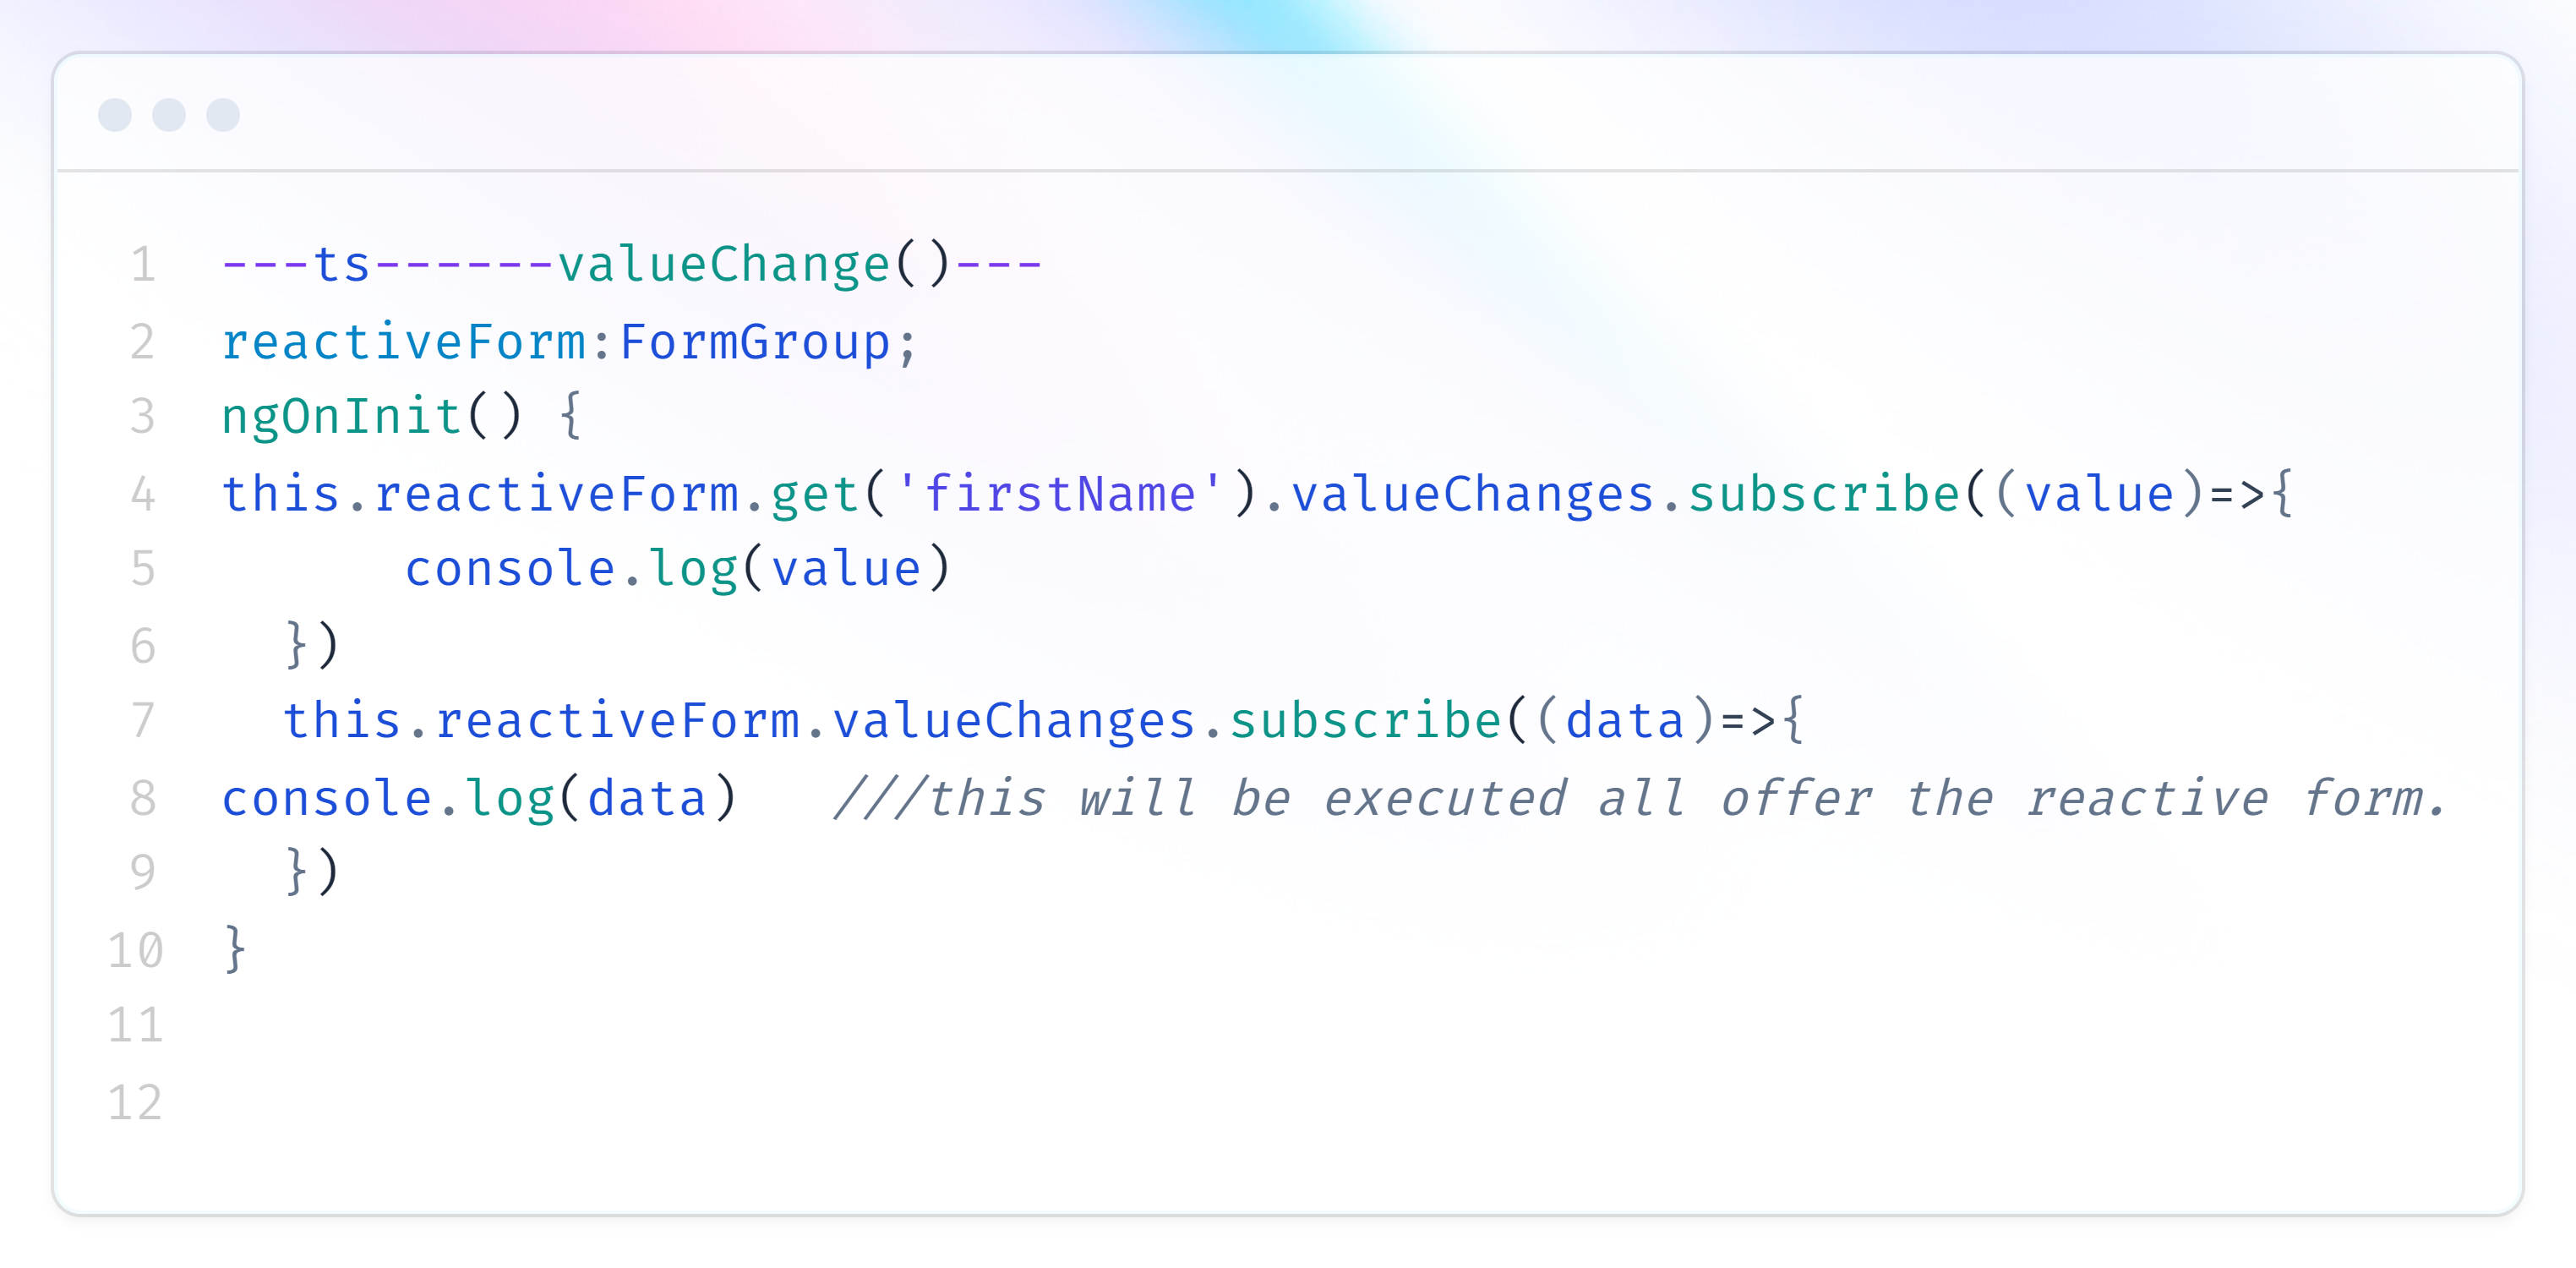 1 ---ts------valueChange()---
2 reactiveForm:FormGroup;
3 ngOnInit() {
4 this.reactiveForm.get('firstName').valueChanges.subscribe((value)=>{
5       console.log(value)
6   })
7   this.reactiveForm.valueChanges.subscribe((data)=>{
8 console.log(data)   ///this will be executed all offer the reactive form.
9   })
10 }
11
12